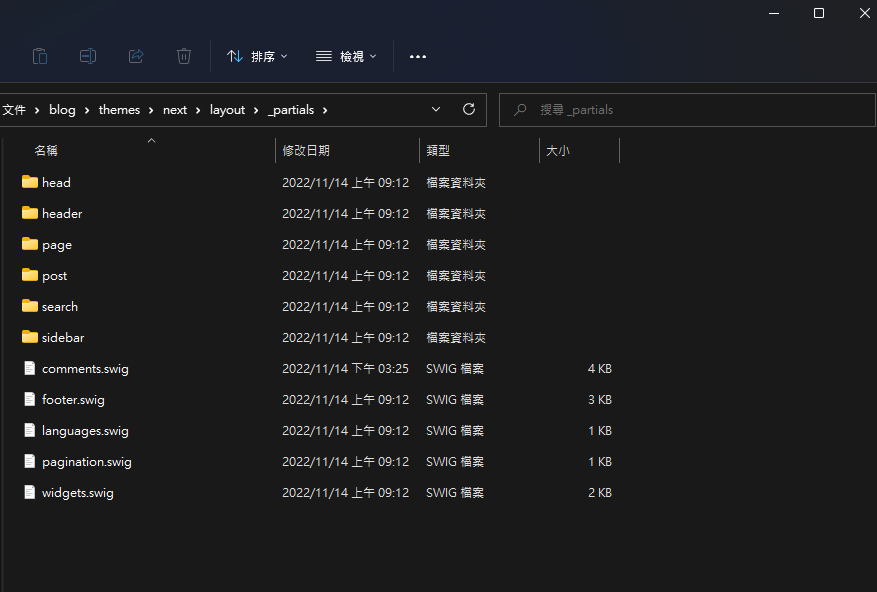 排序 檢視
文件 blog themes next layout _partials 搜尋 _partials
名稱 修改日期 類型 大小
head 2022/11/14 上午 09:12 檔案資料夾
header 2022/11/14 上午 09:12 檔案資料夾
page 2022/11/14 上午 09:12 檔案資料夾
post 2022/11/14 上午 09:12 檔案資料夾
search 2022/11/14 上午 09:12 檔案資料夾
sidebar 2022/11/14 上午 09:12 檔案資料夾
comments.swig 2022/11/14 下午 03:25 SWIG 檔案 4 KB
footer.swig 2022/11/14 上午 09:12 SWIG 檔案 3 KB
languages.swig 2022/11/14 上午 09:12 SWIG 檔案 1 KB
pagination.swig 2022/11/14 上午 09:12 SWIG 檔案 1 KB
widgets.swig 2022/11/14 上午 09:12 SWIG 檔案 2 KB